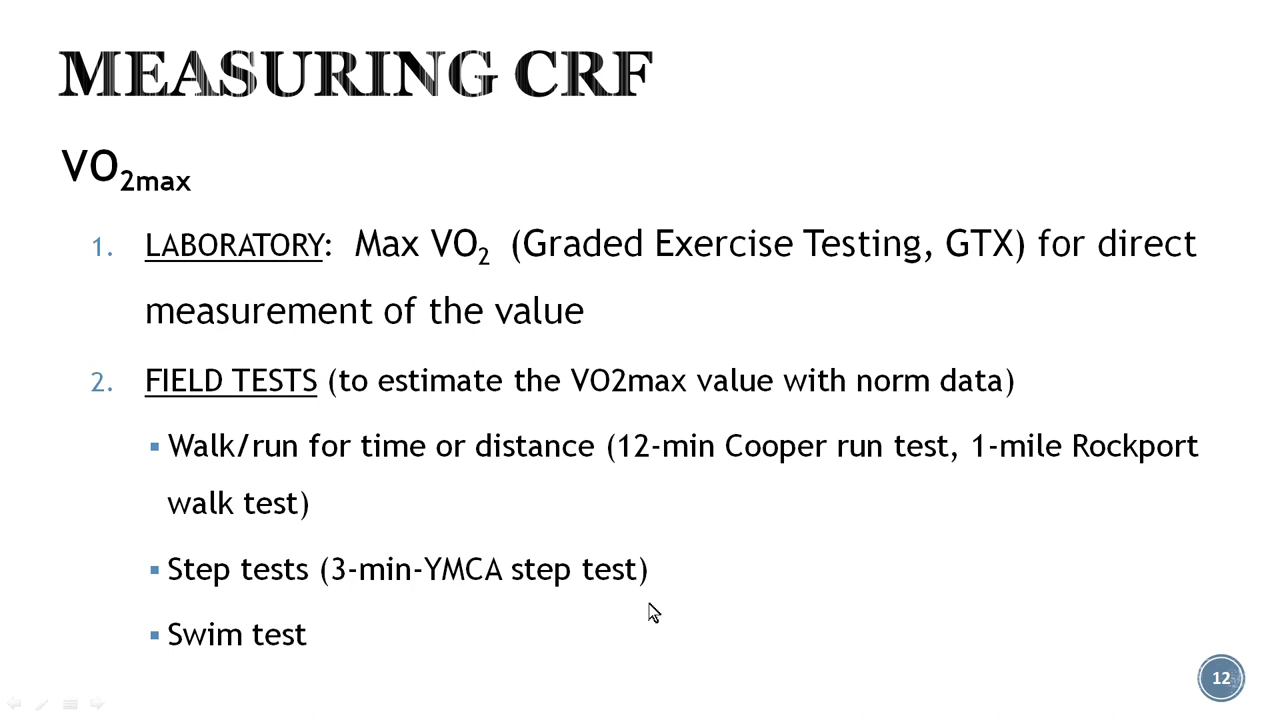 MEASURING CRF
VO2max
1. LABORATORY: Max VO2 (Graded Exercise Testing, GTX) for direct
measurement of the value
2. FIELD TESTS (to estimate the VO2max value with norm data)
▪ Walk/run for time or distance (12-min Cooper run test, 1-mile Rockport
walk test)
▪ Step tests (3-min-YMCA step test)
▪ Swim test
12